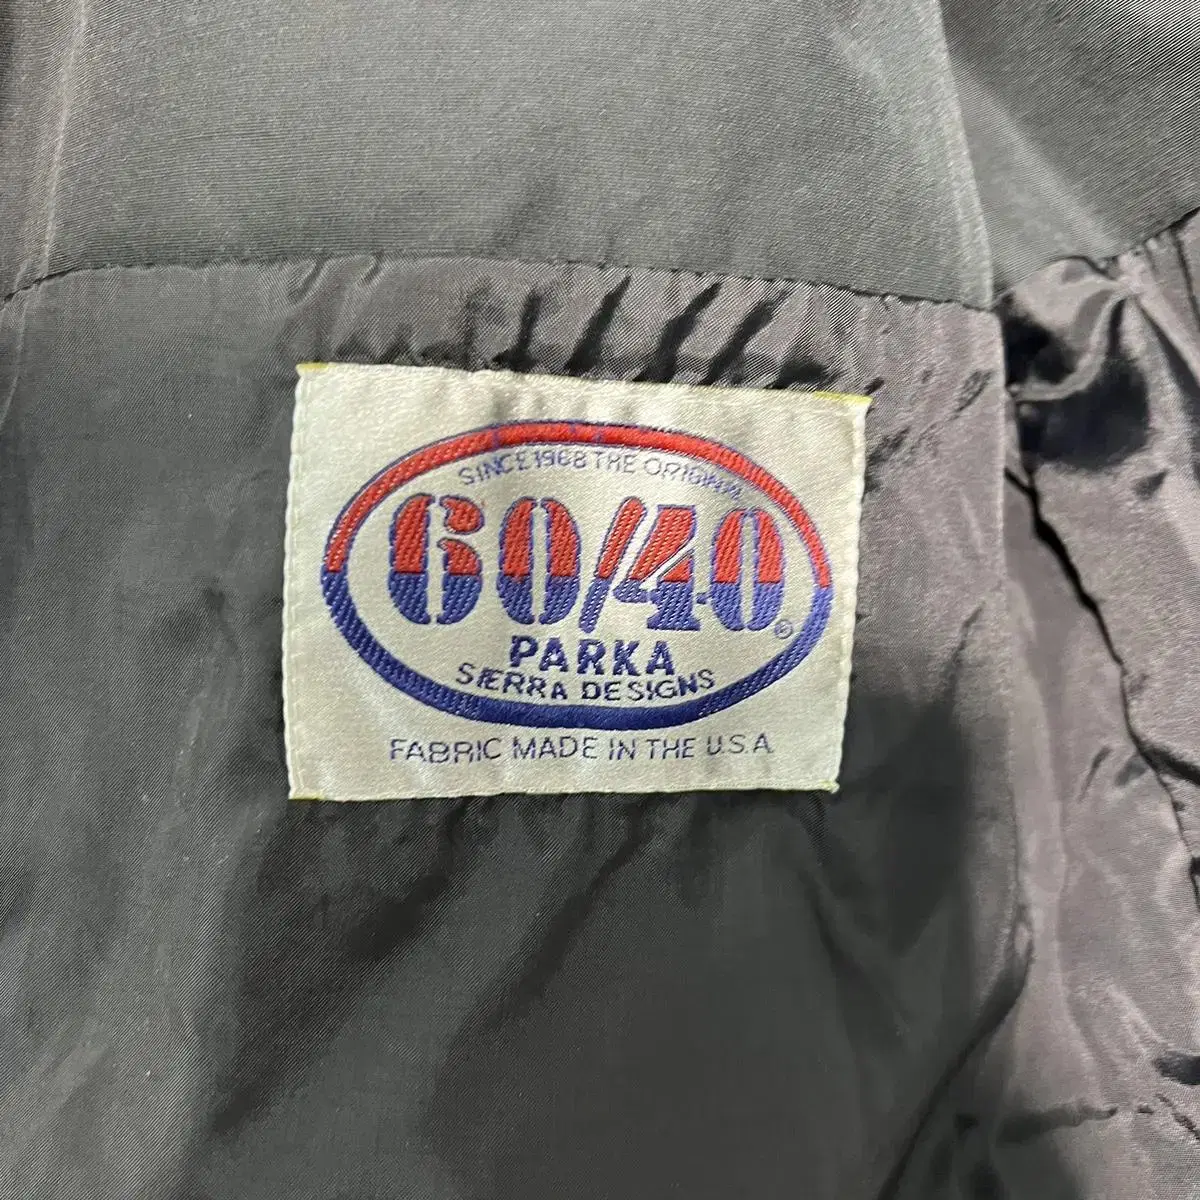 SINCE 1968 THE ORIGINAL
60/40®
PARKA
SIERRA DESIGNS
FABRIC MADE IN THE U.S.A